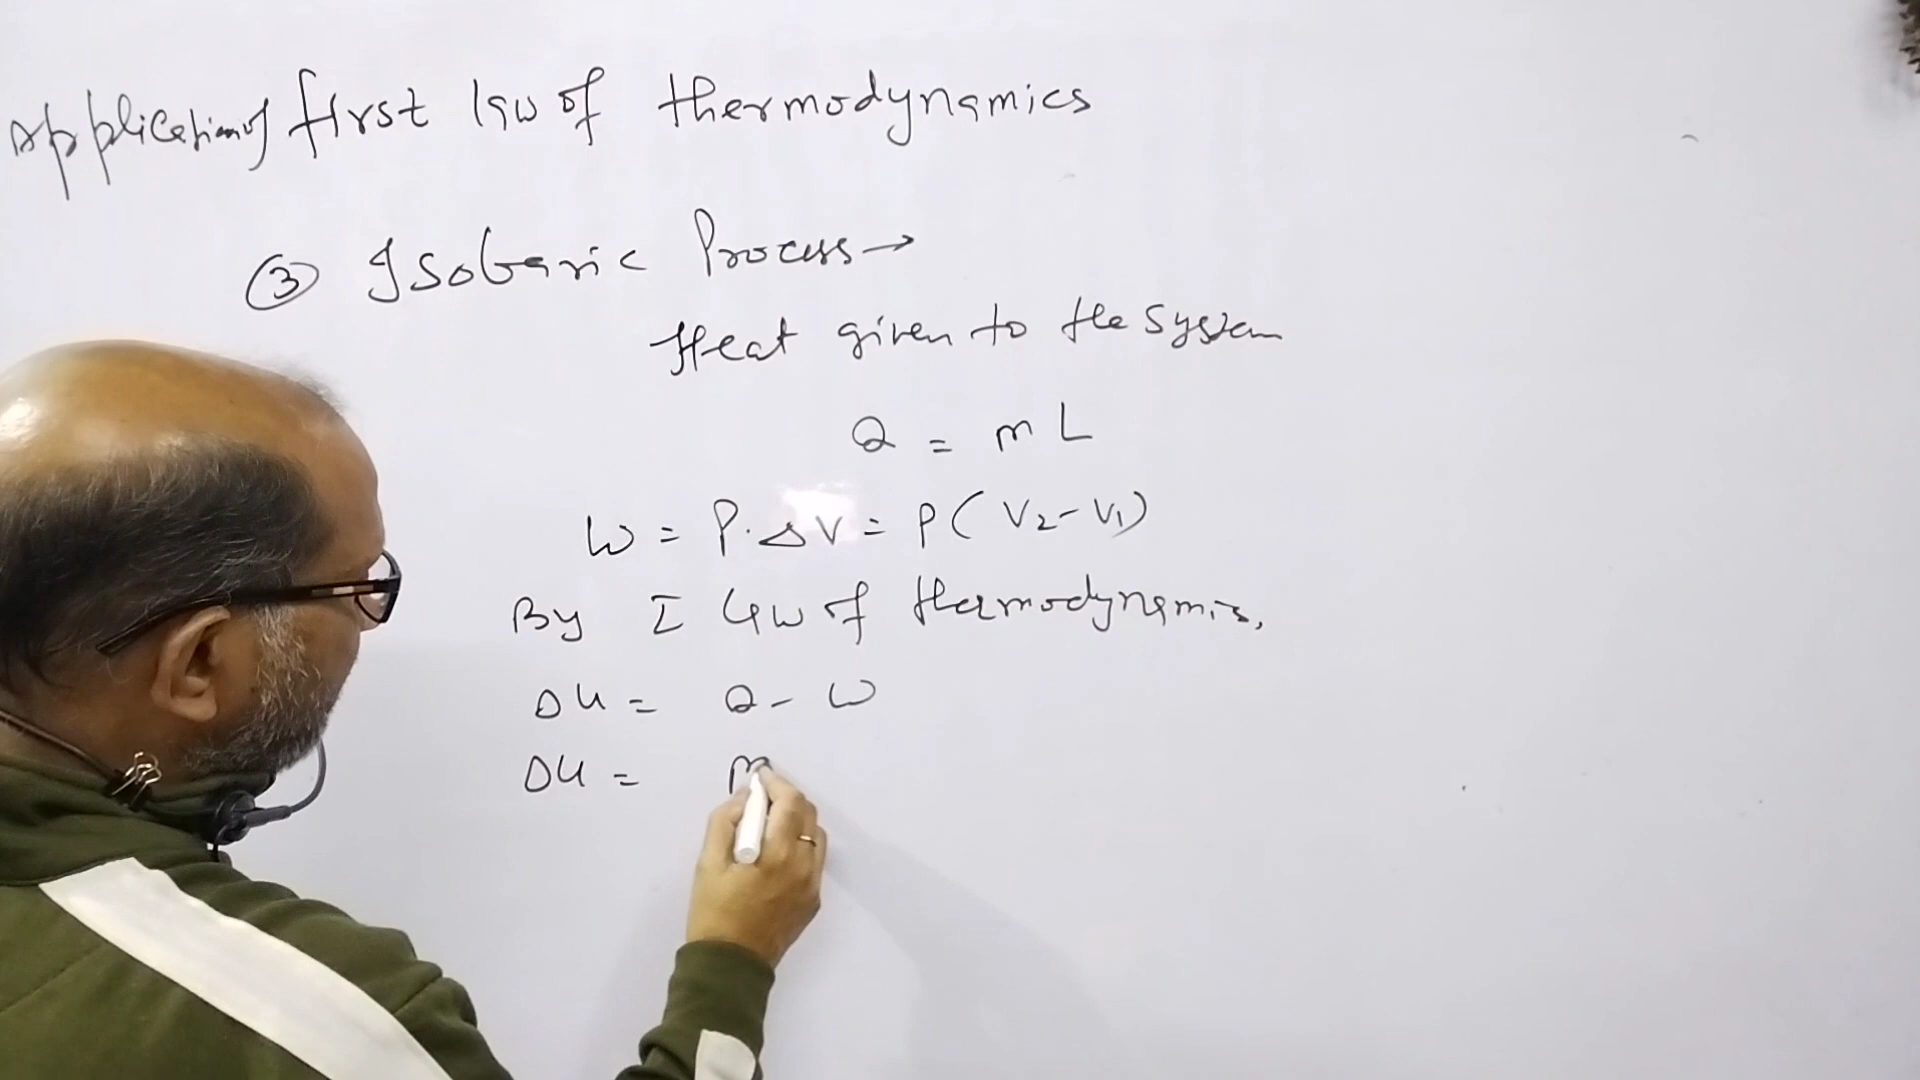 Application of first law of thermodynamics
③ Isobaric Process →
Heat given to the system
Q = m L
W = P. ΔV = P ( V₂ - V₁)
By I law of thermodynamics,
ΔU = Q - W
ΔU = m